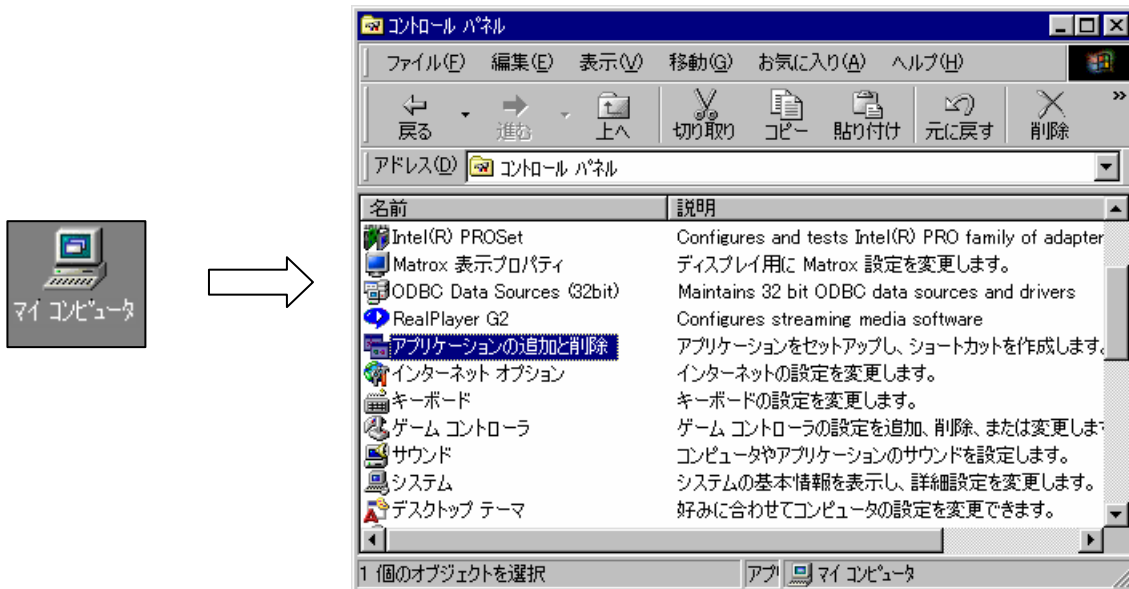 マイ コンピュータ
コントロール パネル
ファイル(F) 編集(E) 表示(V) 移動(G) お気に入り(A) ヘルプ(H)
戻る 進む 上へ 切り取り コピー 貼り付け 元に戻す 削除 »
アドレス(D) コントロール パネル
名前 説明
Intel(R) PROSet Configures and tests Intel(R) PRO family of adapter
Matrox 表示プロパティ ディスプレイ用に Matrox 設定を変更します。
ODBC Data Sources (32bit) Maintains 32 bit ODBC data sources and drivers
RealPlayer G2 Configures streaming media software
アプリケーションの追加と削除 アプリケーションをセットアップし、ショートカットを作成します。
インターネット オプション インターネットの設定を変更します。
キーボード キーボードの設定を変更します。
ゲーム コントローラ ゲーム コントローラの設定を追加、削除、または変更しま
サウンド コンピュータやアプリケーションのサウンドを設定します。
システム システムの基本情報を表示し、詳細設定を変更します。
デスクトップ テーマ 好みに合わせてコンピュータの設定を変更できます。
1 個のオブジェクトを選択 アプリ マイ コンピュータ